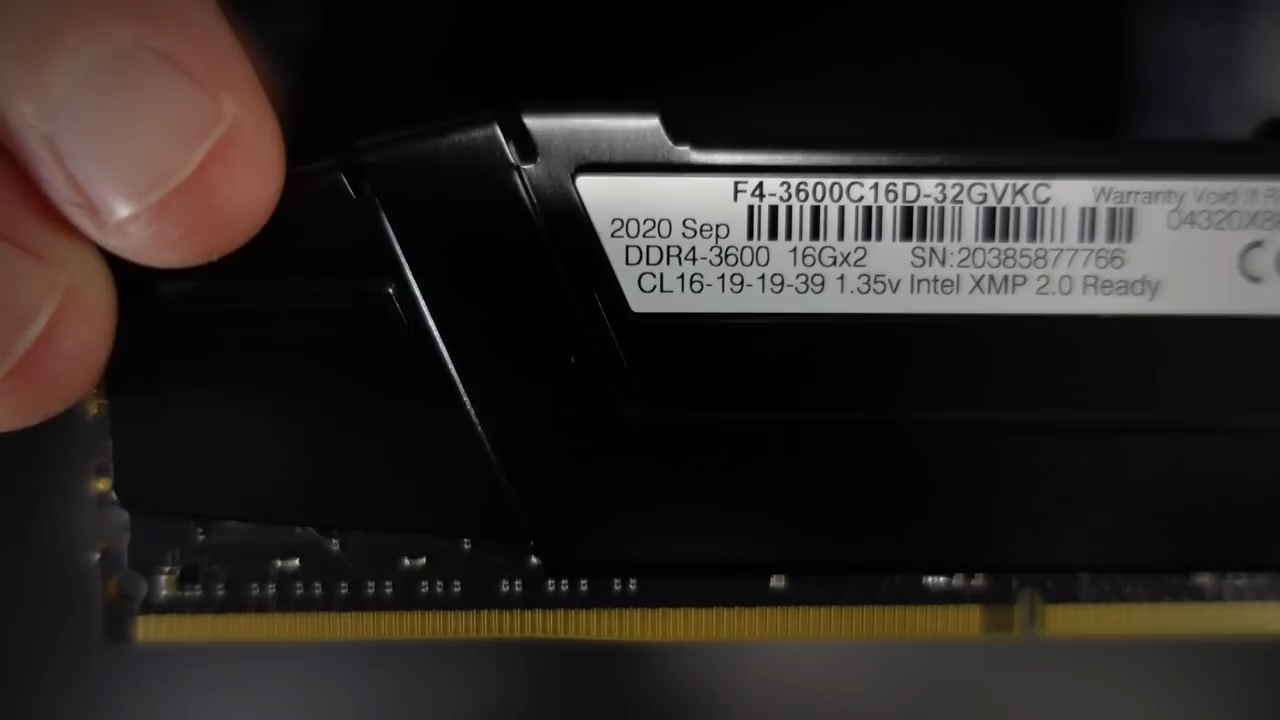 F4-3600C16D-32GVKC Warranty Void If R
2020 Sep 04320X8
DDR4-3600 16Gx2 SN:20385877766
CL16-19-19-39 1.35v Intel XMP 2.0 Ready